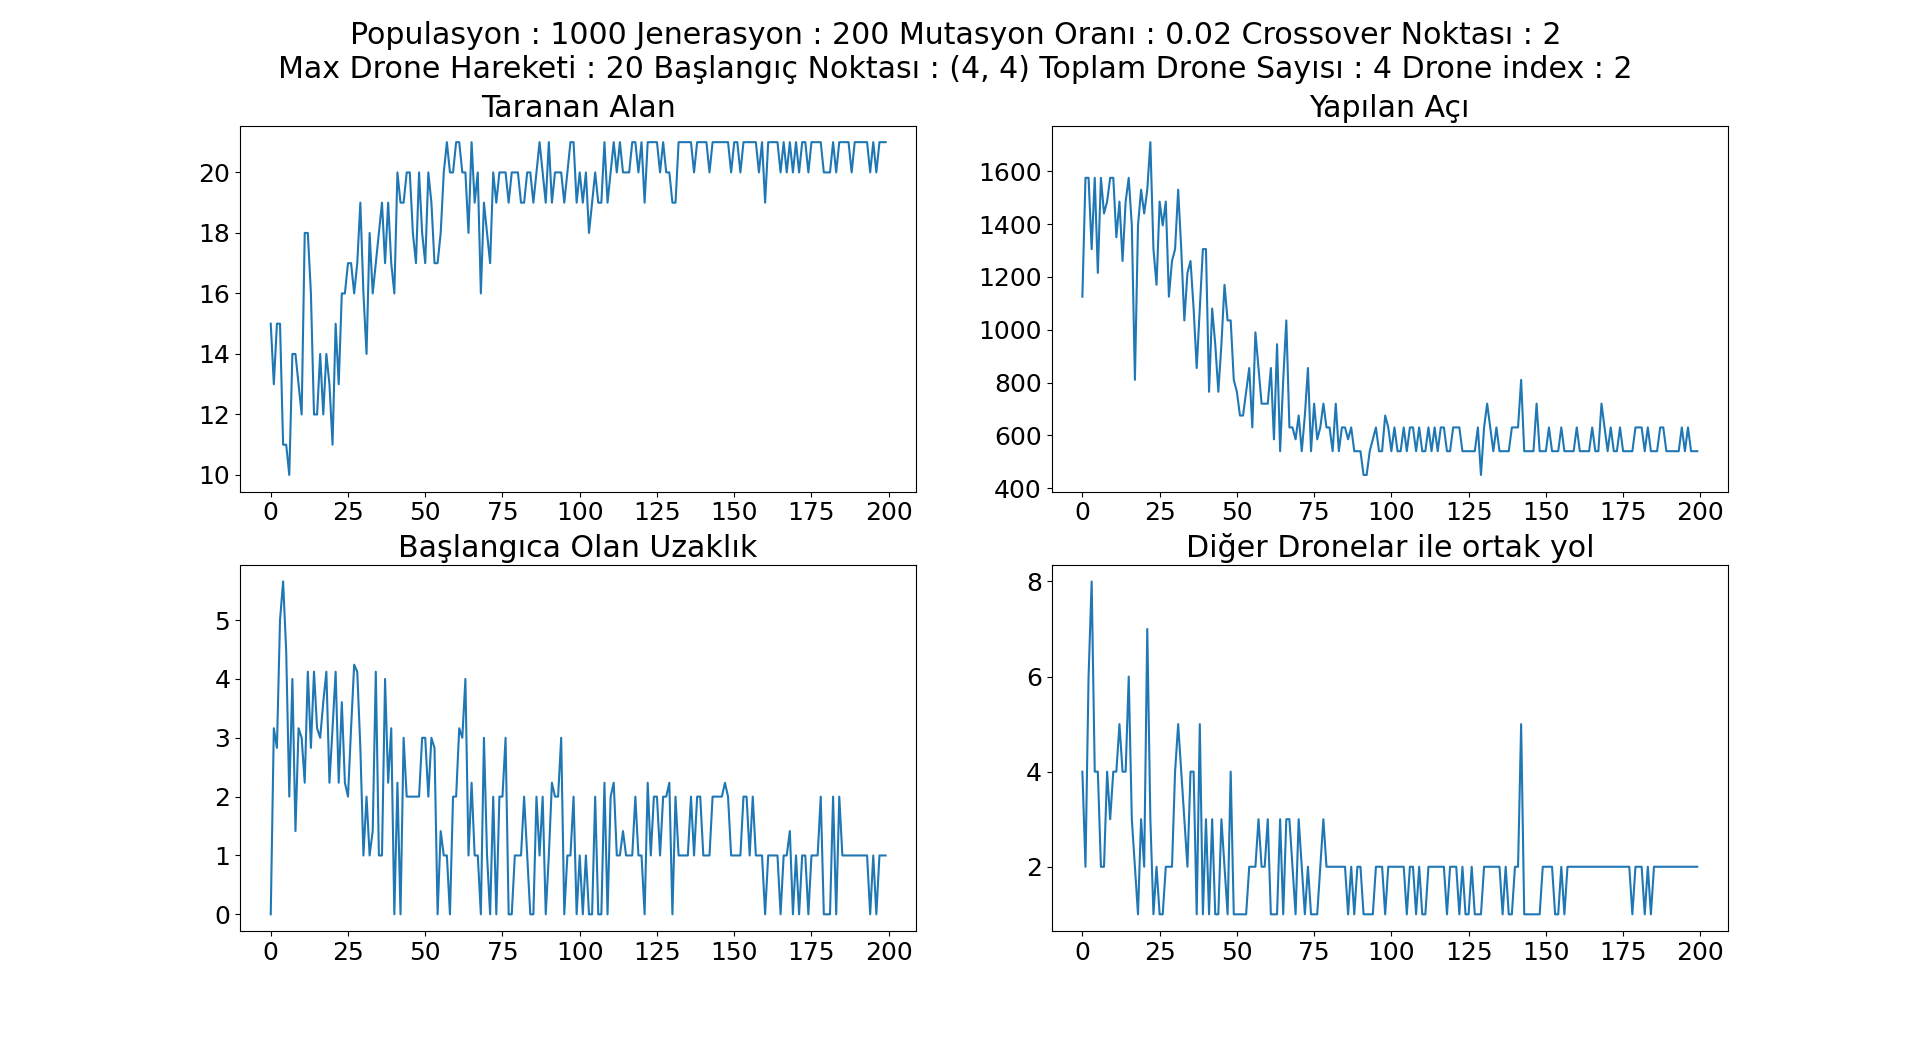 Populasyon : 1000 Jenerasyon : 200 Mutasyon Oranı : 0.02 Crossover Noktası : 2
Max Drone Hareketi : 20 Başlangıç Noktası : (4, 4) Toplam Drone Sayısı : 4 Drone index : 2
Taranan Alan
20
18
16
14
12
10
0 25 50 75 100 125 150 175 200
Yapılan Açı
1600
1400
1200
1000
800
600
400
0 25 50 75 100 125 150 175 200
Başlangıca Olan Uzaklık
5
4
3
2
1
0
0 25 50 75 100 125 150 175 200
Diğer Dronelar ile ortak yol
8
6
4
2
0 25 50 75 100 125 150 175 200